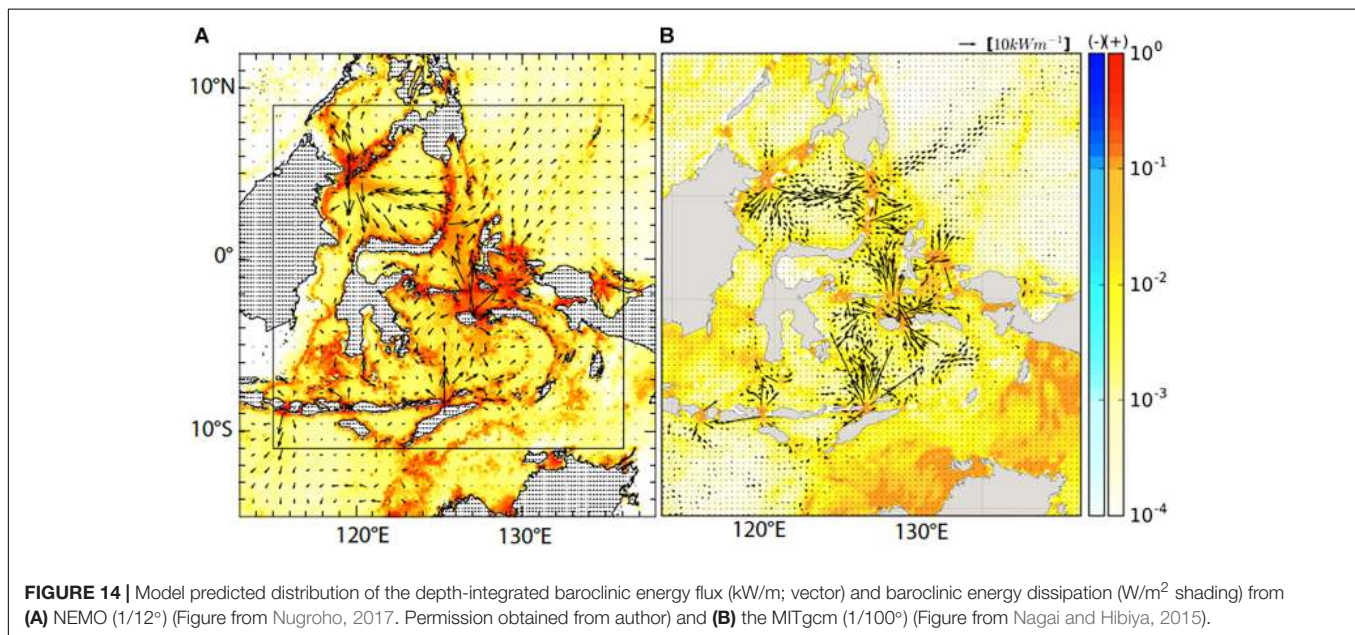 A
B
[10kWm⁻¹]
(-)(+)
10⁰
10⁻¹
10⁻²
10⁻³
10⁻⁴
10°N
0°
10°S
120°E
130°E
120°E
130°E
FIGURE 14 | Model predicted distribution of the depth-integrated baroclinic energy flux (kW/m; vector) and baroclinic energy dissipation (W/m² shading) from
(A) NEMO (1/12°) (Figure from Nugroho, 2017. Permission obtained from author) and (B) the MITgcm (1/100°) (Figure from Nagai and Hibiya, 2015).